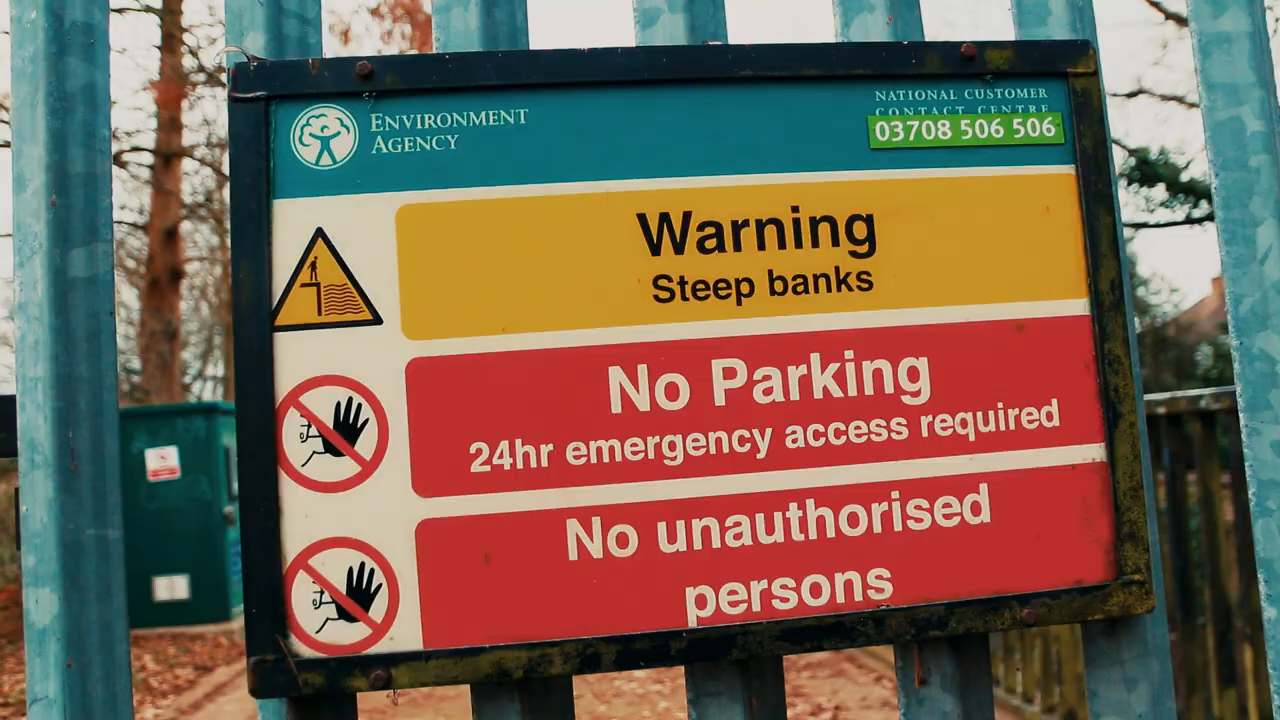 ENVIRONMENT
AGENCY
NATIONAL CUSTOMER
CONTACT CENTRE
03708 506 506
Warning
Steep banks
No Parking
24hr emergency access required
No unauthorised
persons